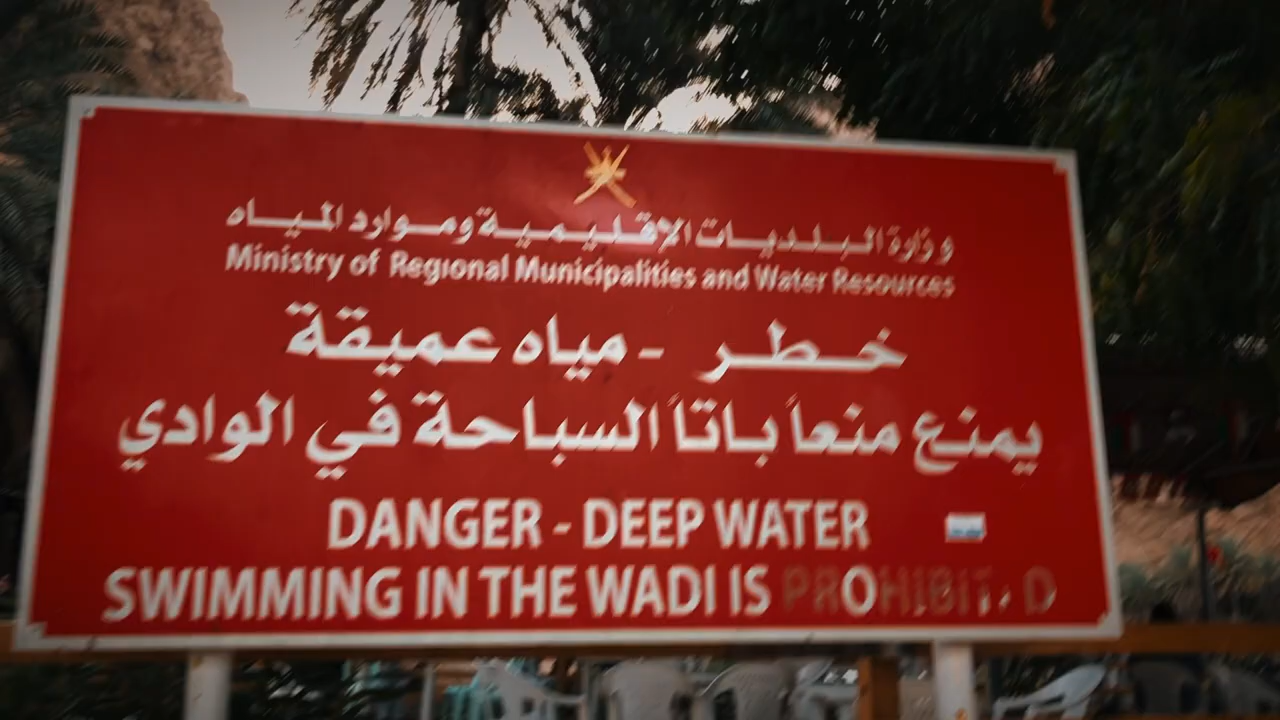 وزارة البلديات الإقليمية وموارد المياه
Ministry of Regional Municipalities and Water Resources
خطر - مياه عميقة
يمنع منعاً باتاً السباحة في الوادي
DANGER - DEEP WATER
SWIMMING IN THE WADI IS PROHIBITED